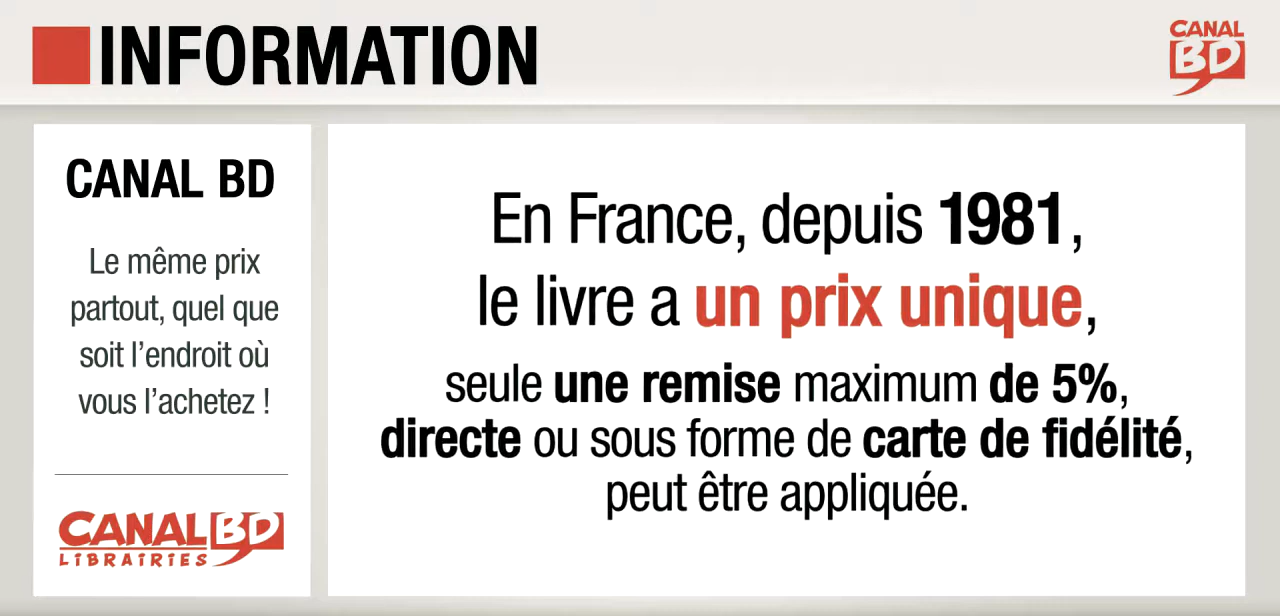 INFORMATION
CANAL BD
CANAL BD
Le même prix
partout, quel que
soit l'endroit où
vous l'achetez !
CANAL BD
LIBRAIRIES
En France, depuis 1981,
le livre a un prix unique,
seule une remise maximum de 5%,
directe ou sous forme de carte de fidélité,
peut être appliquée.